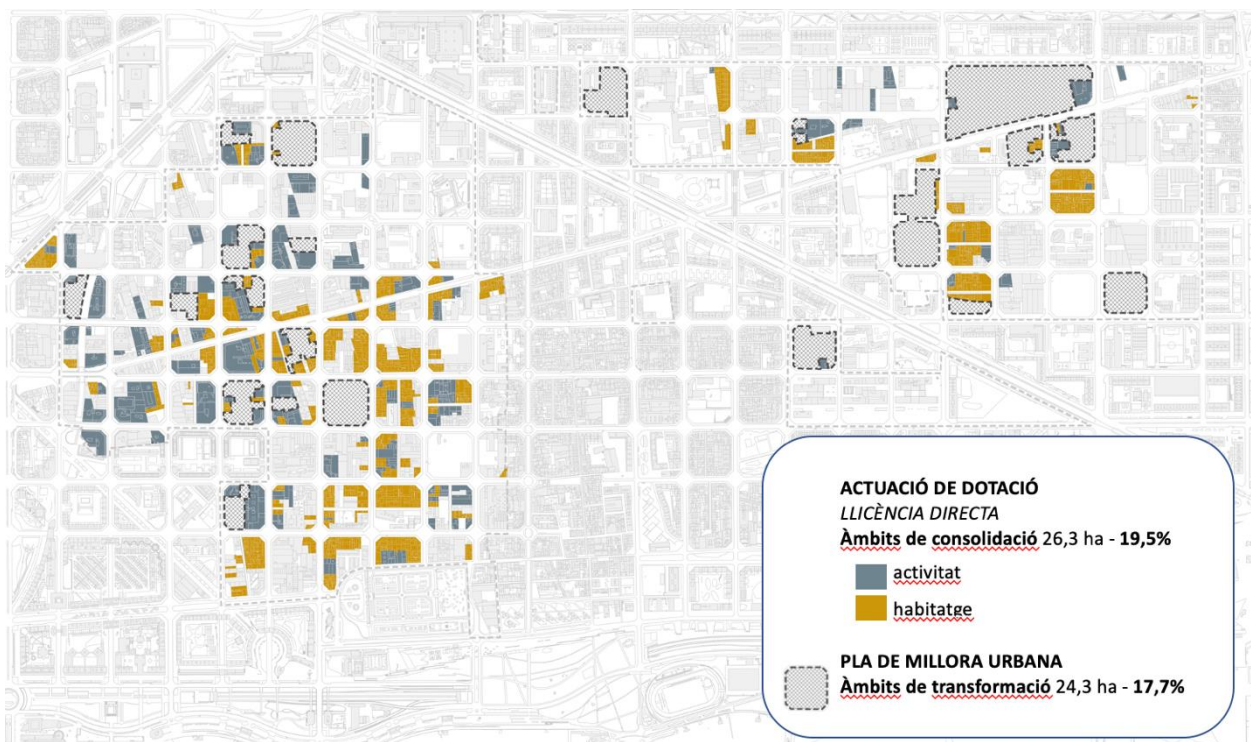 ACTUACIÓ DE DOTACIÓ
LLICÈNCIA DIRECTA
Àmbits de consolidació 26,3 ha - 19,5%
activitat
habitatge
PLA DE MILLORA URBANA
Àmbits de transformació 24,3 ha - 17,7%